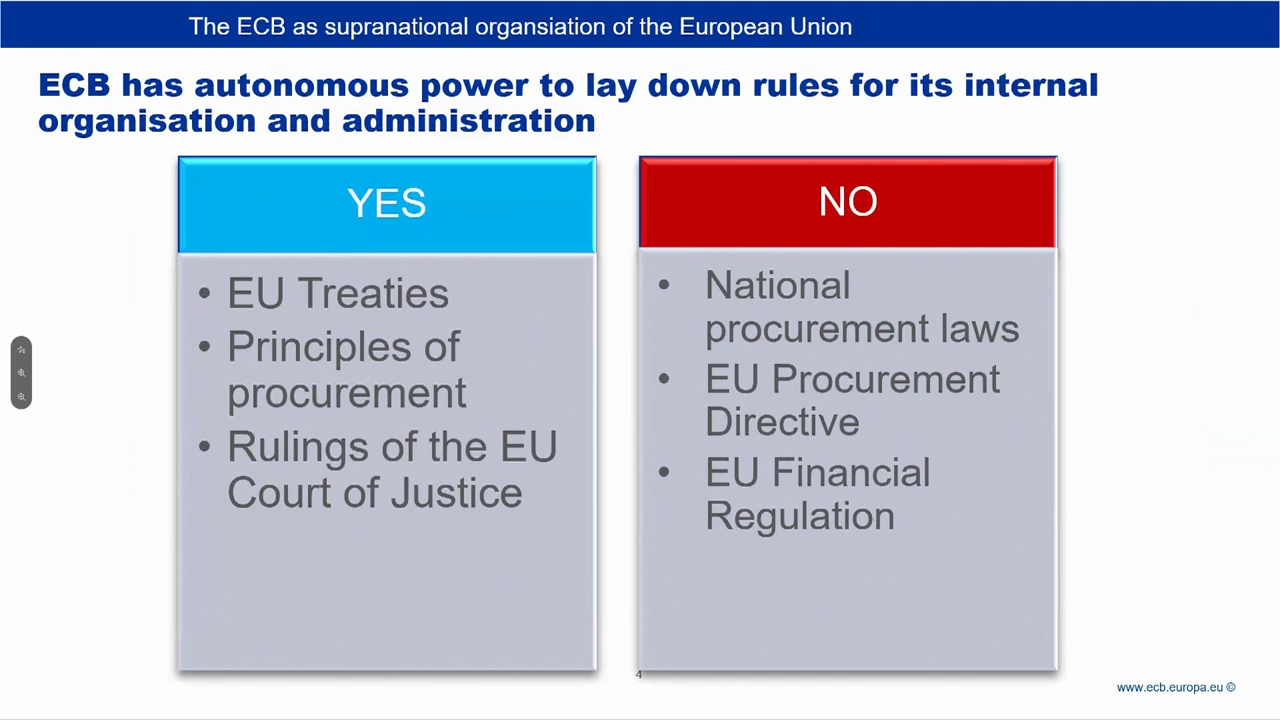 The ECB as supranational organsiation of the European Union
ECB has autonomous power to lay down rules for its internal
organisation and administration
YES
• EU Treaties
• Principles of
procurement
• Rulings of the EU
Court of Justice
NO
• National
procurement laws
• EU Procurement
Directive
• EU Financial
Regulation
4
www.ecb.europa.eu ©